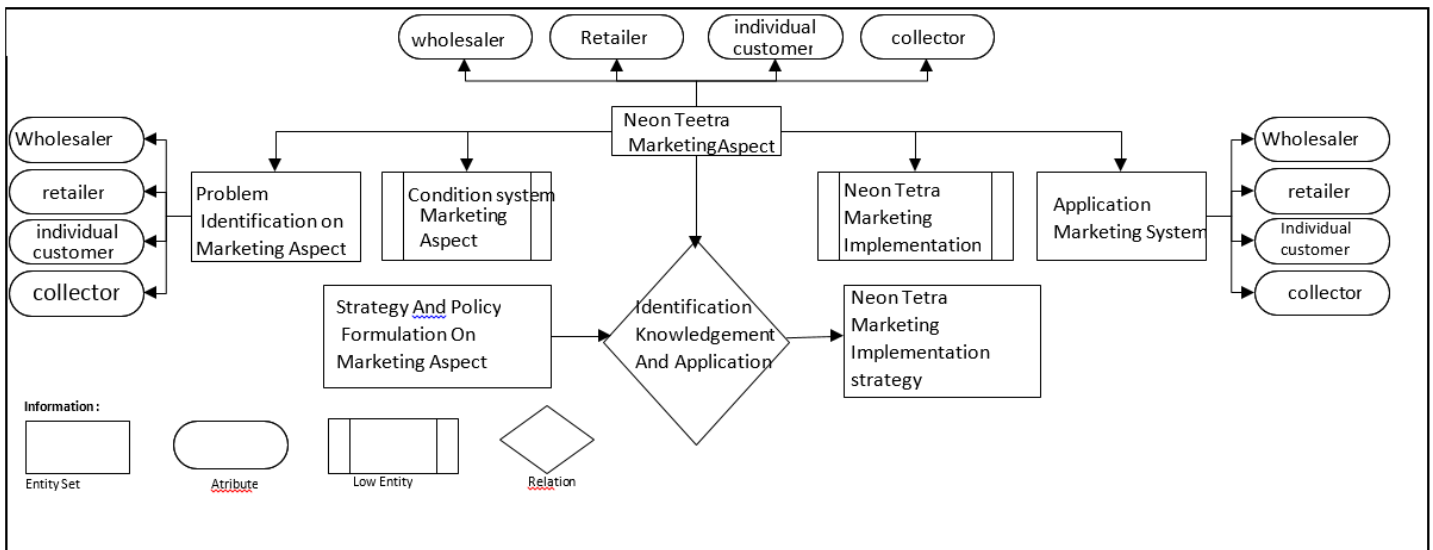 wholesaler
Retailer
individual
customer
collector
Neon Teetra
Marketing Aspect
Wholesaler
retailer
individual
customer
collector
Problem
Identification on
Marketing Aspect
Condition system
Marketing
Aspect
Neon Tetra
Marketing
Implementation
Application
Marketing System
Wholesaler
retailer
Individual
customer
collector
Strategy And Policy
Formulation On
Marketing Aspect
Identification
Knowledgement
And Application
Neon Tetra
Marketing
Implementation
strategy
Information :
Entity Set
Atribute
Low Entity
Relation